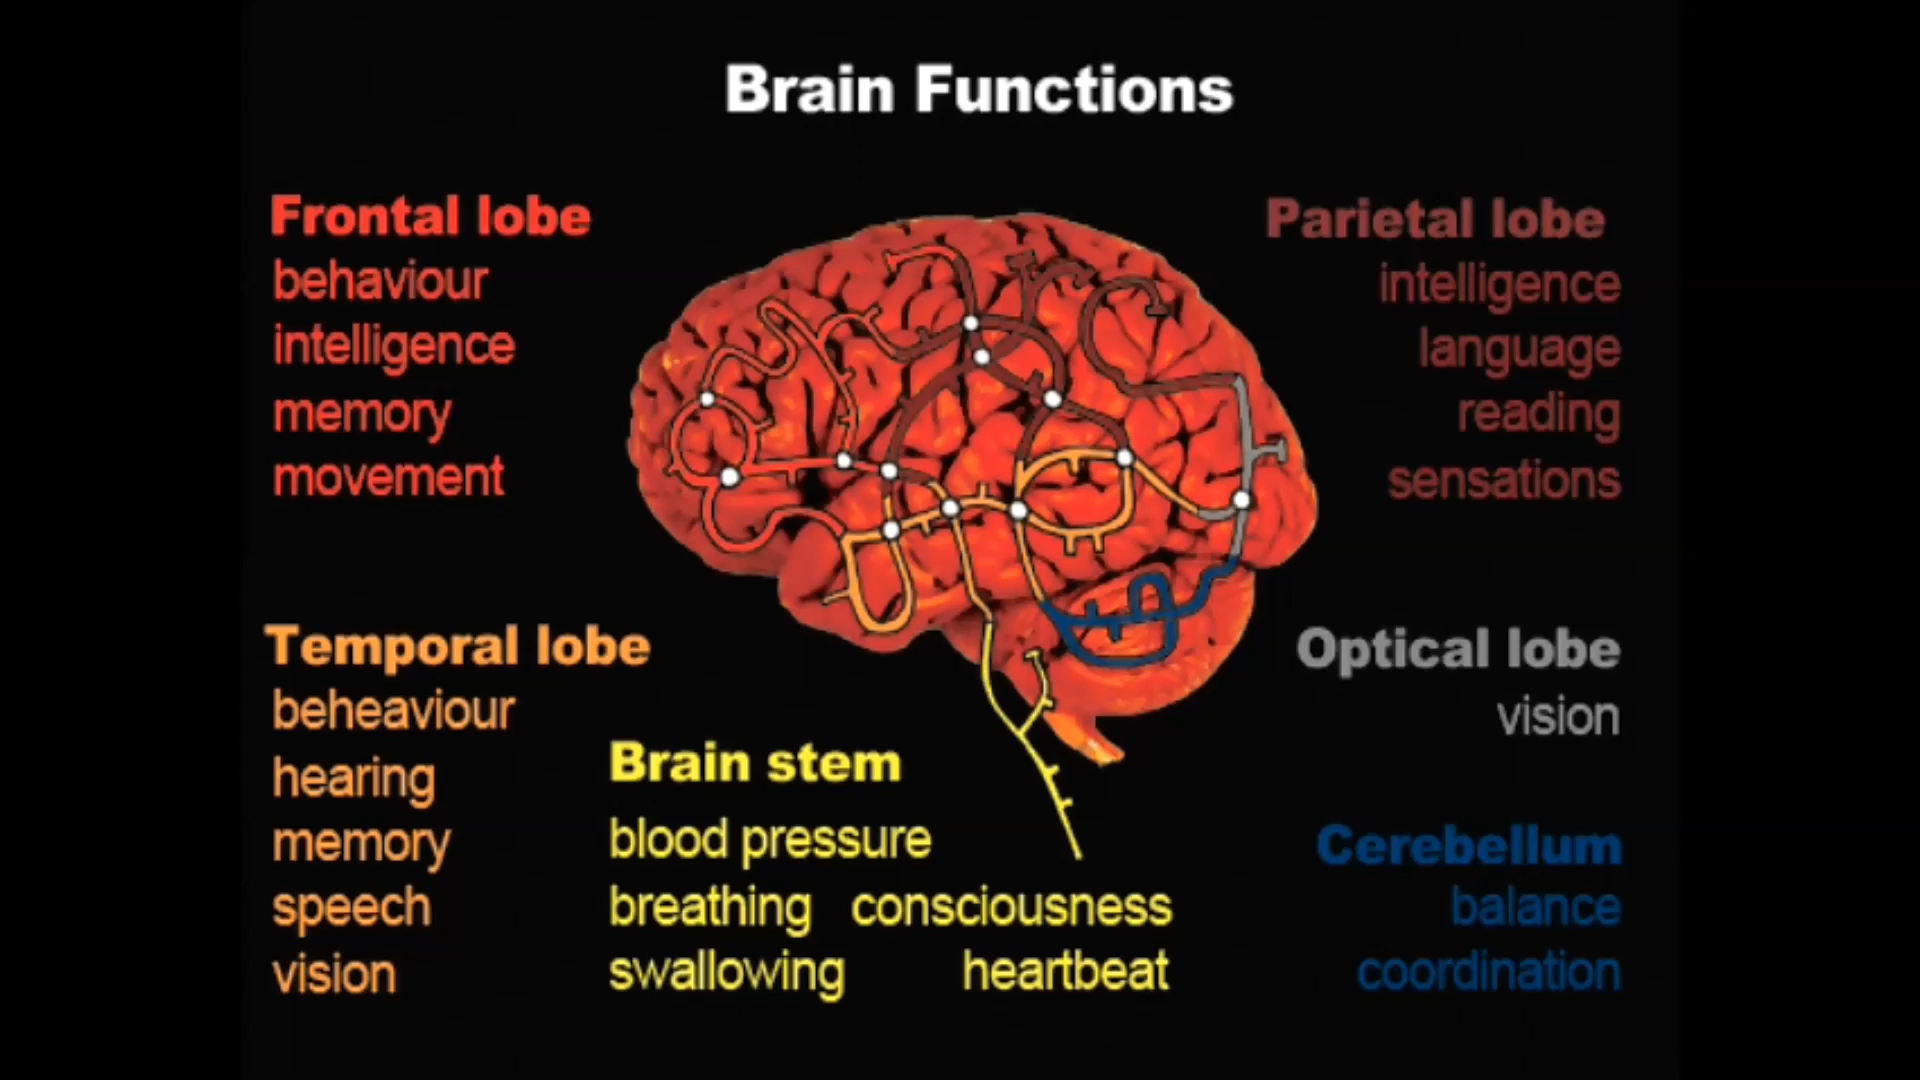 Brain Functions
Frontal lobe
behaviour
intelligence
memory
movement
Parietal lobe
intelligence
language
reading
sensations
Temporal lobe
beheaviour
hearing
memory
speech
vision
Brain stem
blood pressure
breathing consciousness
swallowing heartbeat
Optical lobe
vision
Cerebellum
balance
coordination